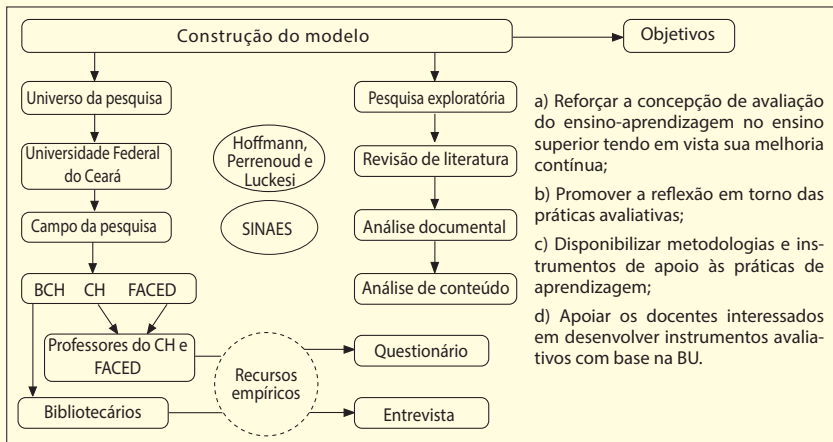 Construção do modelo
Objetivos
Universo da pesquisa
Universidade Federal
do Ceará
Campo da pesquisa
BCH CH FACED
Professores do CH e
FACED
Bibliotecários
Hoffmann,
Perrenoud e
Luckesi
SINAES
Recursos
empíricos
Pesquisa exploratória
Revisão de literatura
Análise documental
Análise de conteúdo
Questionário
Entrevista
a) Reforçar a concepção de avaliação
do ensino-aprendizagem no ensino
superior tendo em vista sua melhoria
contínua;
b) Promover a reflexão em torno das
práticas avaliativas;
c) Disponibilizar metodologias e ins-
trumentos de apoio às práticas de
aprendizagem;
d) Apoiar os docentes interessados
em desenvolver instrumentos avalia-
tivos com base na BU.